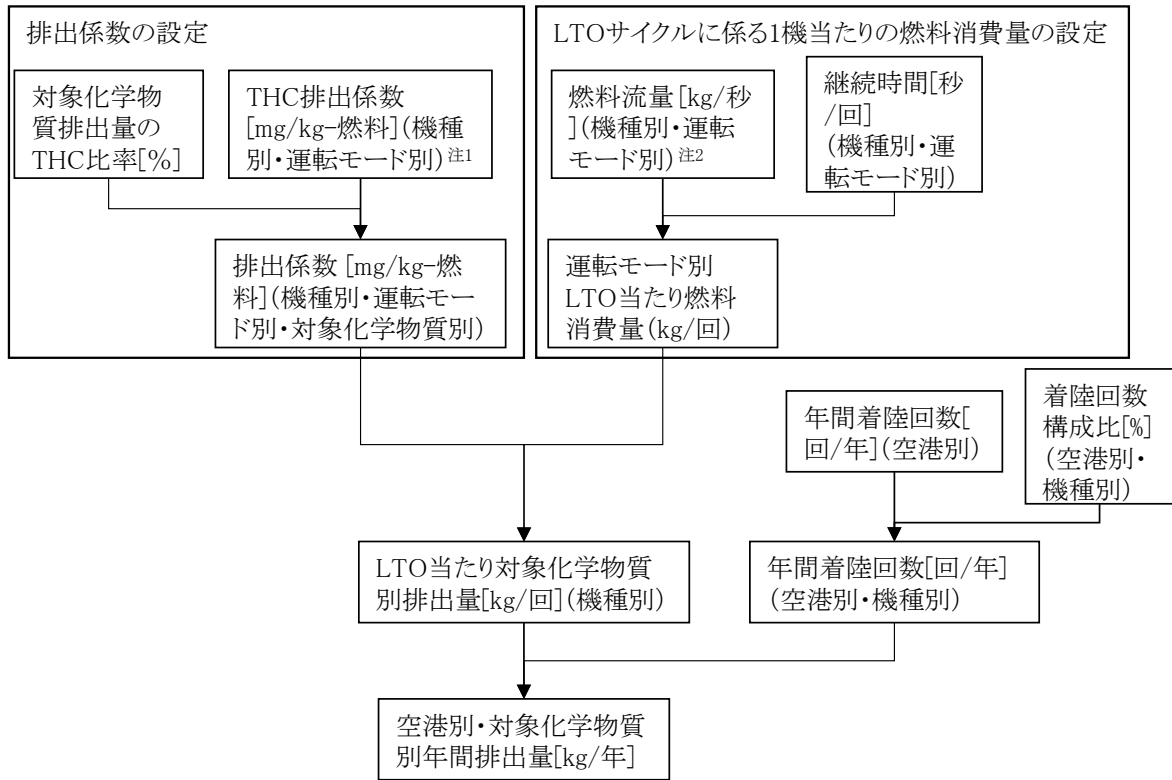 排出係数の設定
対象化学物
質排出量の
THC比率[%]
THC排出係数
[mg/kg-燃料](機種
別・運転モード別)注1
排出係数 [mg/kg-燃
料](機種別・運転モー
ド別・対象化学物質別)
LTOサイクルに係る1機当たりの燃料消費量の設定
燃料流量[kg/秒
](機種別・運転
モード別)注2
継続時間[秒
/回]
(機種別・運
転モード別)
運転モード別
LTO当たり燃料
消費量(kg/回)
年間着陸回数[
回/年](空港別)
着陸回数
構成比[%]
(空港別・
機種別)
LTO当たり対象化学物質
別排出量[kg/回](機種別)
年間着陸回数[回/年]
(空港別・機種別)
空港別・対象化学物質
別年間排出量[kg/年]